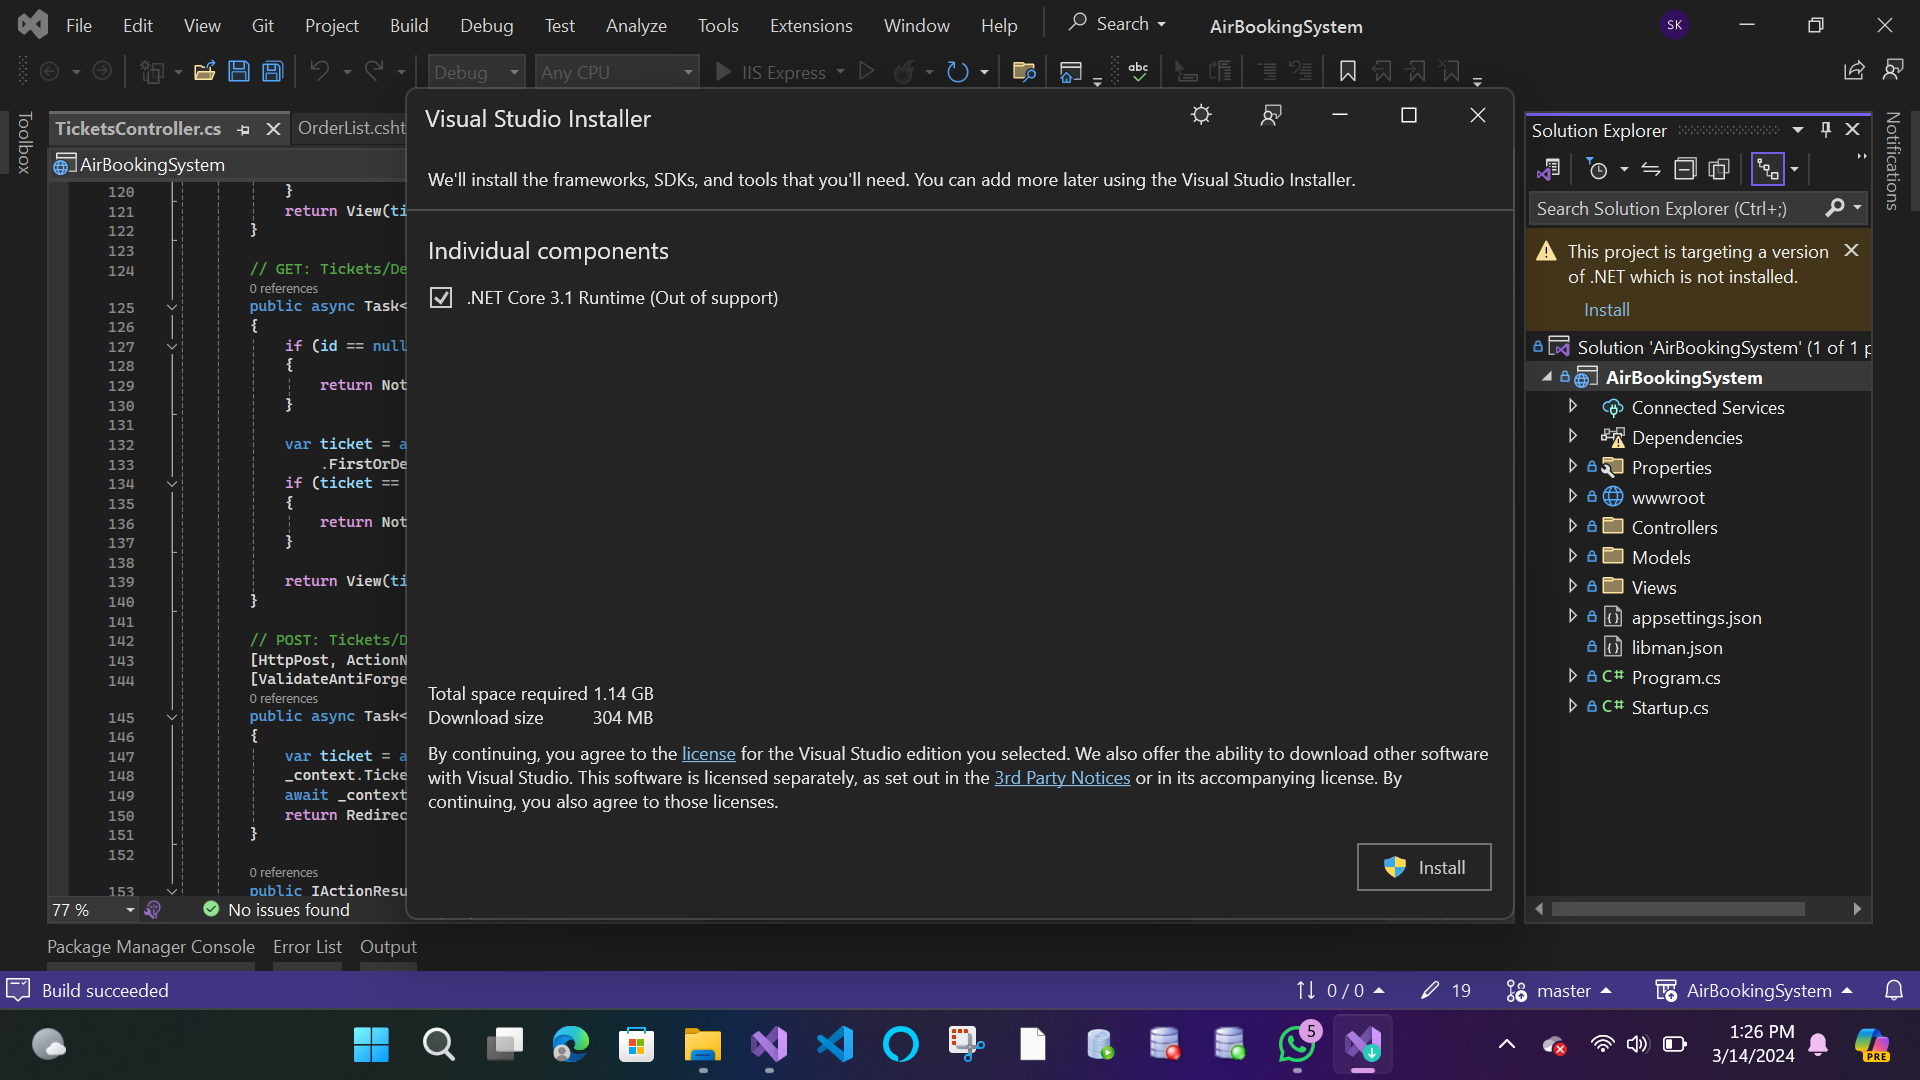 File Edit View Git Project Build Debug Test Analyze Tools Extensions Window Help Search AirBookingSystem SK
Debug Any CPU IIS Express abc
Toolbox
TicketsController.cs OrderList.csht
AirBookingSystem
120 }
121 return View(ti
122 }
123
124 // GET: Tickets/De
0 references
125 public async Task<
126 {
127 if (id == null
128 {
129 return Not
130 }
131
132 var ticket = a
133 .FirstOrDe
134 if (ticket ==
135 {
136 return Not
137 }
138
139 return View(ti
140 }
141
142 // POST: Tickets/D
143 [HttpPost, ActionN
144 [ValidateAntiForge
0 references
145 public async Task<
146 {
147 var ticket = a
148 _context.Ticke
149 await _context
150 return Redirec
151 }
152
0 references
153 public IActionResu
77 % No issues found
Visual Studio Installer
We'll install the frameworks, SDKs, and tools that you'll need. You can add more later using the Visual Studio Installer.
Individual components
.NET Core 3.1 Runtime (Out of support)
Total space required 1.14 GB
Download size 304 MB
By continuing, you agree to the license for the Visual Studio edition you selected. We also offer the ability to download other software
with Visual Studio. This software is licensed separately, as set out in the 3rd Party Notices or in its accompanying license. By
continuing, you also agree to those licenses.
Install
Solution Explorer
Search Solution Explorer (Ctrl+;)
This project is targeting a version
of .NET which is not installed.
Install
Solution 'AirBookingSystem' (1 of 1 p
AirBookingSystem
Connected Services
Dependencies
Properties
wwwroot
Controllers
Models
Views
appsettings.json
libman.json
C# Program.cs
C# Startup.cs
Notifications
Package Manager Console Error List Output
Build succeeded 0 / 0 19 master AirBookingSystem
5
1:26 PM
3/14/2024
PRE